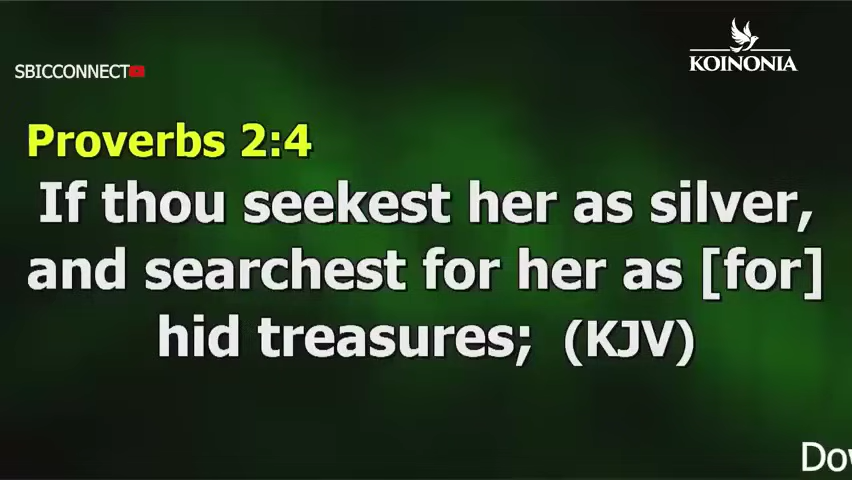 KOINONIA
SBICCONNECT
Proverbs 2:4
If thou seekest her as silver,
and searchest for her as [for]
hid treasures; (KJV)